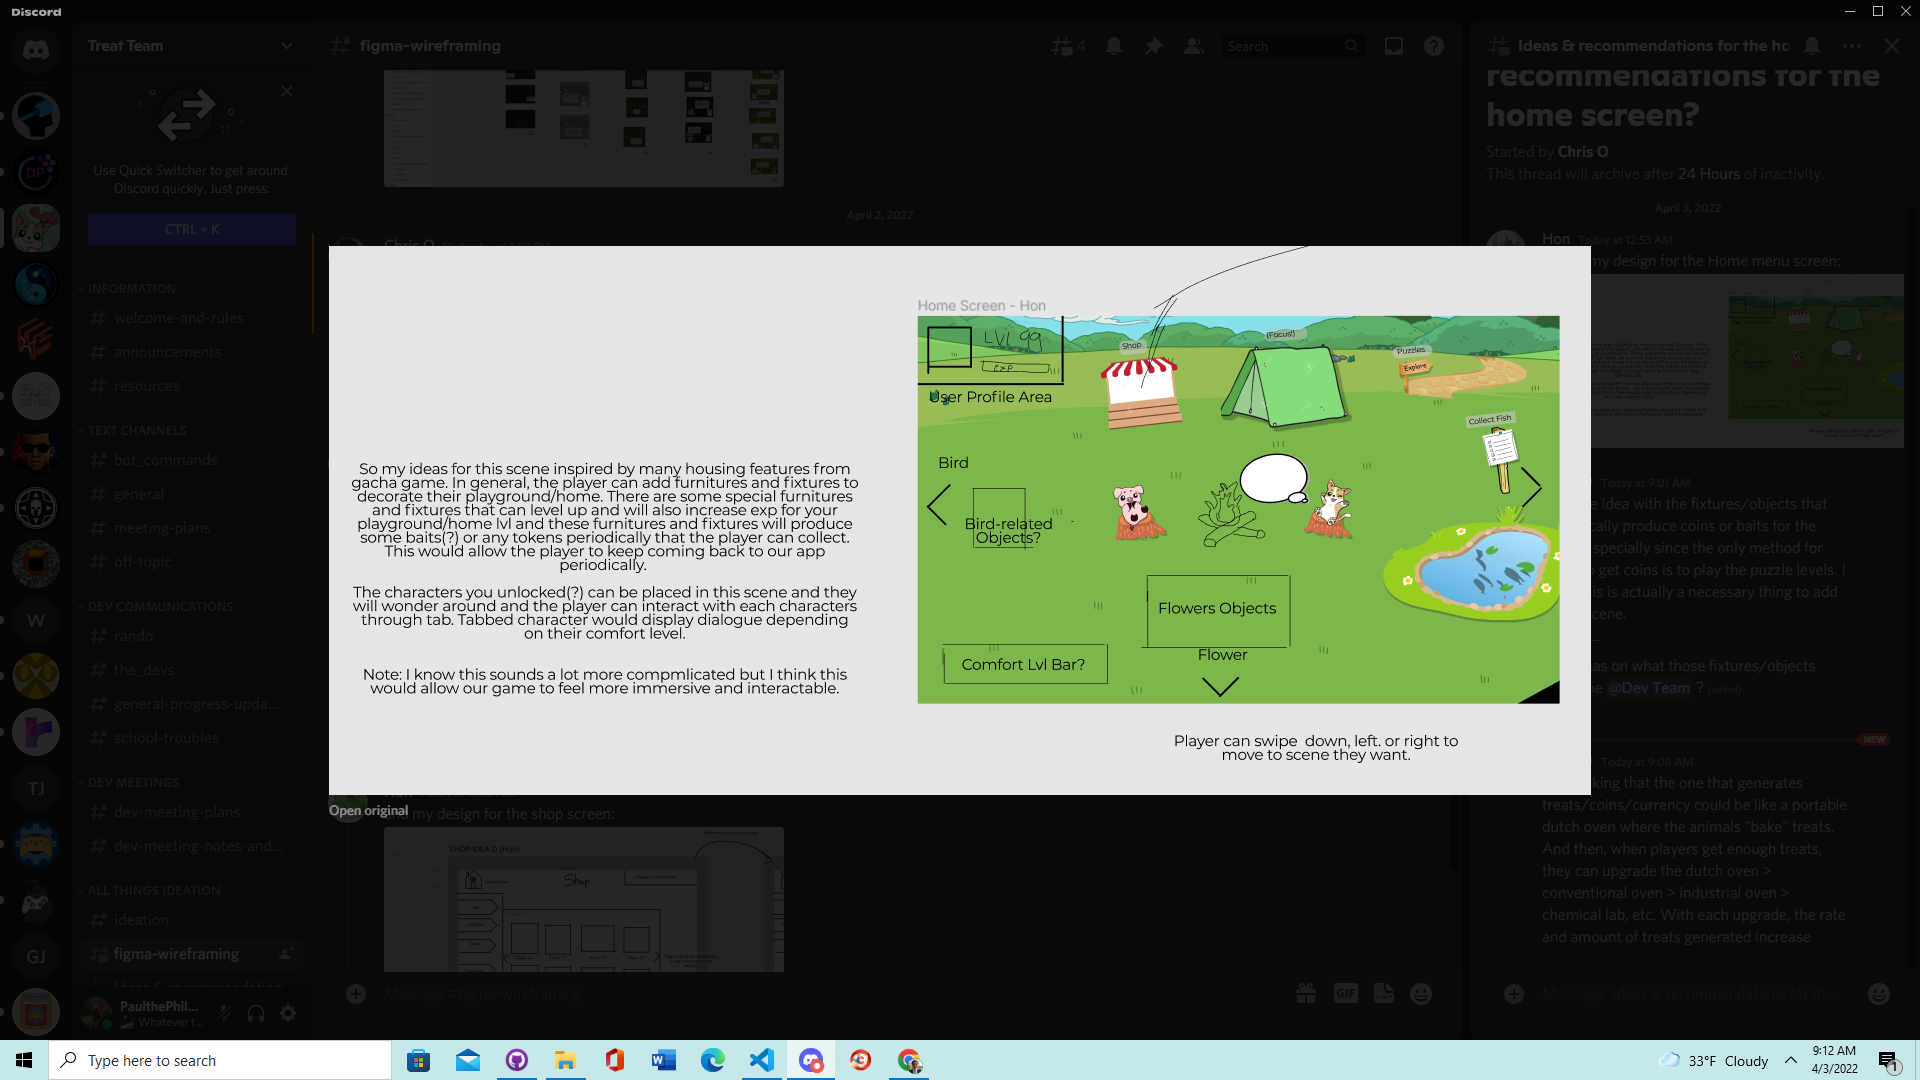 Discord
Treat Team
figma-wireframing
4
Search
Ideas & recommendations for the ho
recommendations for the
home screen?
Started by Chris O
This thread will archive after 24 Hours of inactivity.
April 3, 2022
Use Quick Switcher to get around
Discord quickly. Just press:
CTRL + K
April 2, 2022
Chris O
Hon Today at 12:53 AM
my design for the Home menu screen:
INFORMATION
welcome-and-rules
announcements
resources
TEXT CHANNELS
bot_commands
general
meeting-plans
off-topic
DEV COMMUNICATIONS
rando
the_devs
general-progress-upda...
school-troubles
DEV MEETINGS
dev-meeting-plans
dev-meeting-notes-and...
ALL THINGS IDEATION
ideation
figma-wireframing
W
TJ
GJ
DP
PaulthePhil...
Whatever t...
So my ideas for this scene inspired by many housing features from
gacha game. In general, the player can add furnitures and fixtures to
decorate their playground/home. There are some special furnitures
and fixtures that can level up and will also increase exp for your
playground/home lvl and these furnitures and fixtures will produce
some baits(?) or any tokens periodically that the player can collect.
This would allow the player to keep coming back to our app
periodically.
The characters you unlocked(?) can be placed in this scene and they
will wonder around and the player can interact with each characters
through tab. Tabbed character would display dialogue depending
on their comfort level.
Note: I know this sounds a lot more compmlicated but I think this
would allow our game to feel more immersive and interactable.
Home Screen - Hon
LVL 99
EXP
User Profile Area
Shop
(Focus!)
Puzzles
Explore
Collect Fish
Bird
Bird-related
Objects?
Flowers Objects
Flower
Comfort Lvl Bar?
Player can swipe  down, left. or right to
move to scene they want.
Open original
my design for the shop screen:
SHOP IDEA D (Hon)
Shop
Message #figma-wireframing
GIF
Today at 9:01 AM
idea with the fixtures/objects that
cally produce coins or baits for the
specially since the only method for
get coins is to play the puzzle levels. I
is is actually a necessary thing to add
cene.
as on what those fixtures/objects
be @Dev Team ? (edited)
NEW
Today at 9:08 AM
king that the one that generates
treats/coins/currency could be like a portable
dutch oven where the animals "bake" treats.
And then, when players get enough treats,
they can upgrade the dutch oven >
conventional oven > industrial oven >
chemical lab, etc. With each upgrade, the rate
and amount of treats generated increase
Message "Ideas & recommendations for th...
Type here to search
33°F Cloudy
9:12 AM
4/3/2022
1